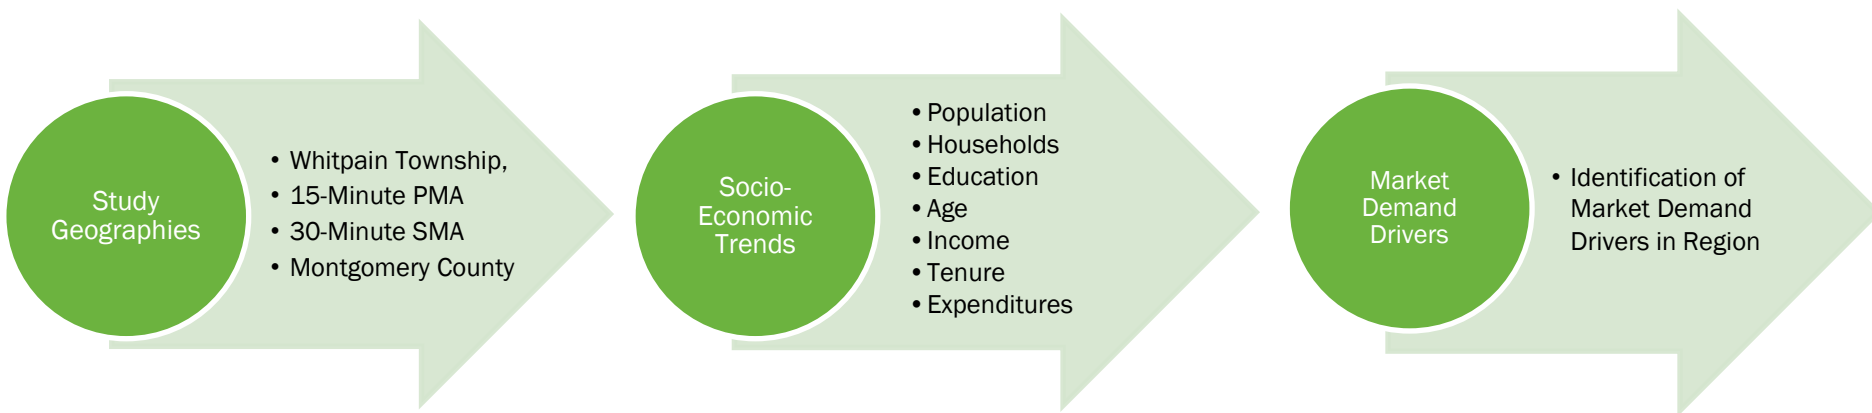 Study
Geographies
• Whitpain Township,
• 15-Minute PMA
• 30-Minute SMA
• Montgomery County
Socio-
Economic
Trends
• Population
• Households
• Education
• Age
• Income
• Tenure
• Expenditures
Market
Demand
Drivers
• Identification of
Market Demand
Drivers in Region